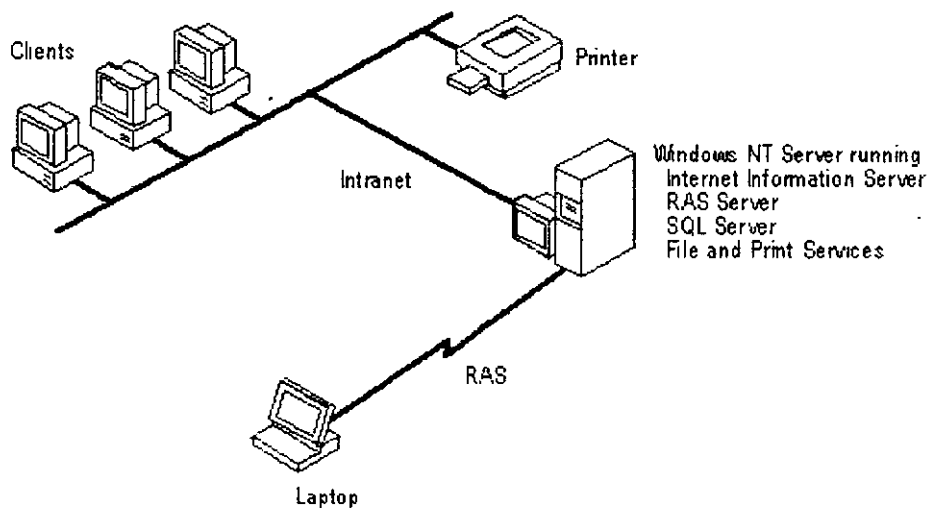 Clients
Printer
Windows NT Server running
Internet Information Server
RAS Server
SQL Server
File and Print Services
Intranet
RAS
Laptop